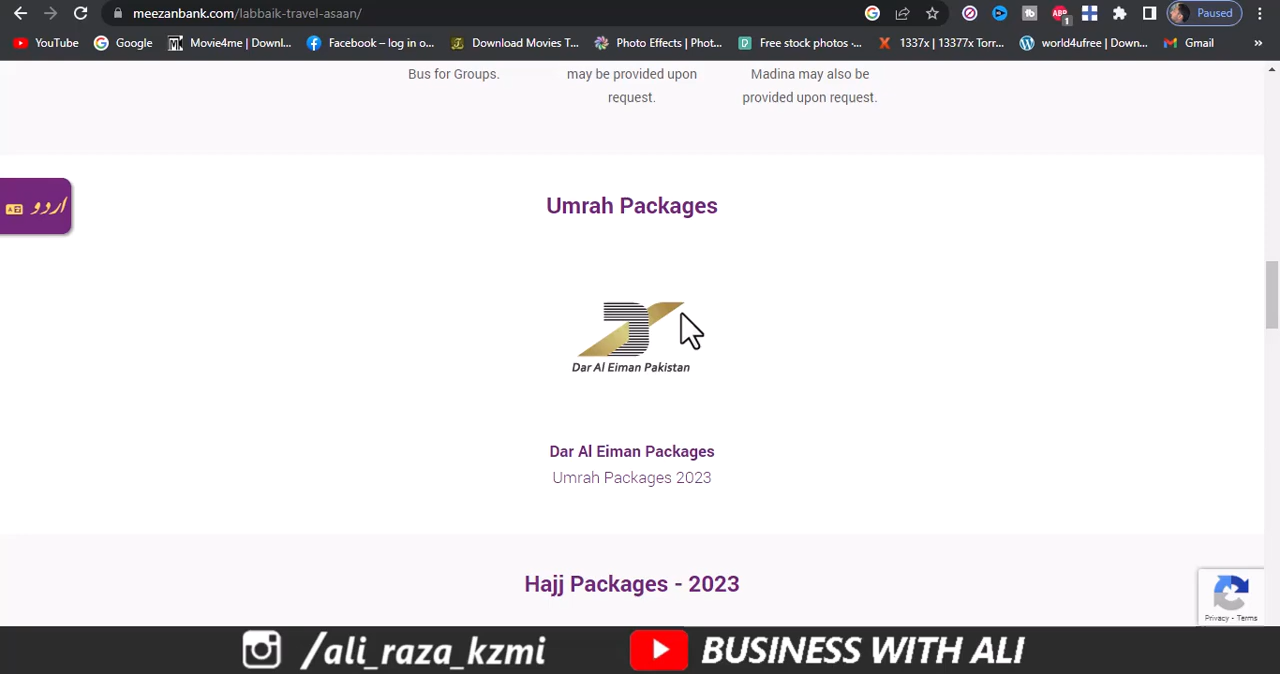 meezanbank.com/labbaik-travel-asaan/
Paused
YouTube
Google
Movie4me | Downl...
Facebook – log in o...
Download Movies T...
Photo Effects | Phot...
Free stock photos -...
1337x | 13377x Torr...
world4ufree | Down...
Gmail
»
Bus for Groups.
may be provided upon
request.
Madina may also be
provided upon request.
اردو
Umrah Packages
Dar Al Eiman Pakistan
Dar Al Eiman Packages
Umrah Packages 2023
Hajj Packages - 2023
Privacy - Terms
/ali_raza_kzmi
BUSINESS WITH ALI